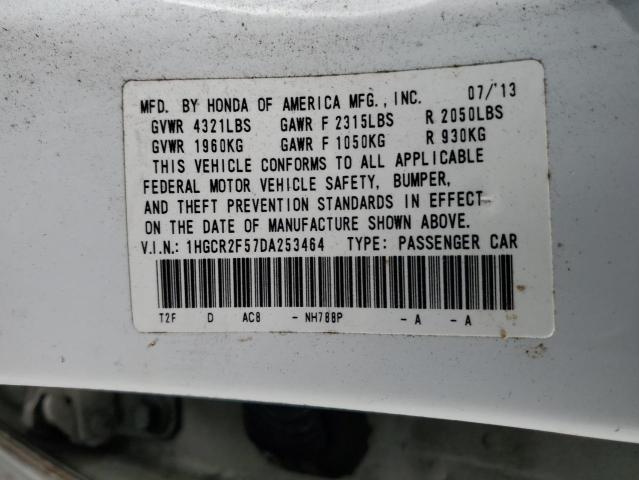 MFD. BY HONDA OF AMERICA MFG., INC. 07/'13
GVWR 4321LBS GAWR F 2315LBS R 2050LBS
GVWR 1960KG GAWR F 1050KG R 930KG
THIS VEHICLE CONFORMS TO ALL APPLICABLE
FEDERAL MOTOR VEHICLE SAFETY, BUMPER,
AND THEFT PREVENTION STANDARDS IN EFFECT
ON THE DATE OF MANUFACTURE SHOWN ABOVE.
V.I.N.: 1HGCR2F57DA253464 TYPE: PASSENGER CAR
T2F D AC8 - NH788P - A - A